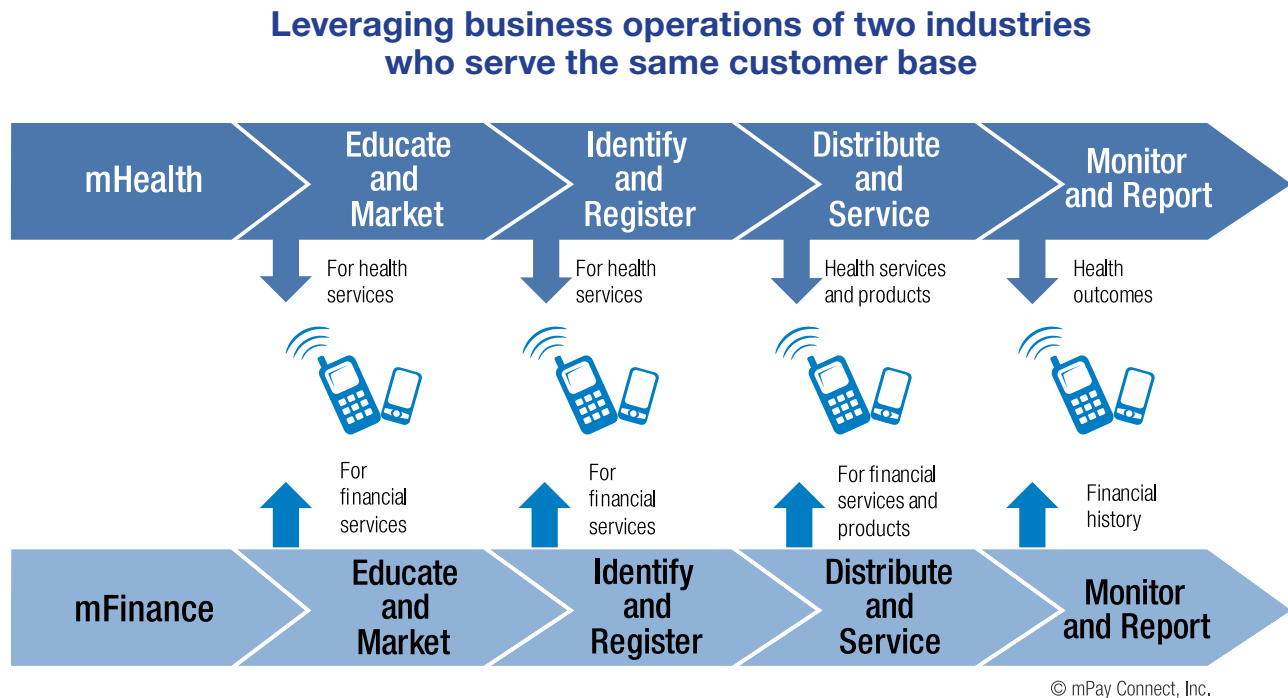 Leveraging business operations of two industries
who serve the same customer base
mHealth
Educate
and
Market
Identify
and
Register
Distribute
and
Service
Monitor
and Report
For health
services
For health
services
Health services
and products
Health
outcomes
For
financial
services
For
financial
services
For financial
services and
products
Financial
history
mFinance
Educate
and
Market
Identify
and
Register
Distribute
and
Service
Monitor
and Report
© mPay Connect, Inc.